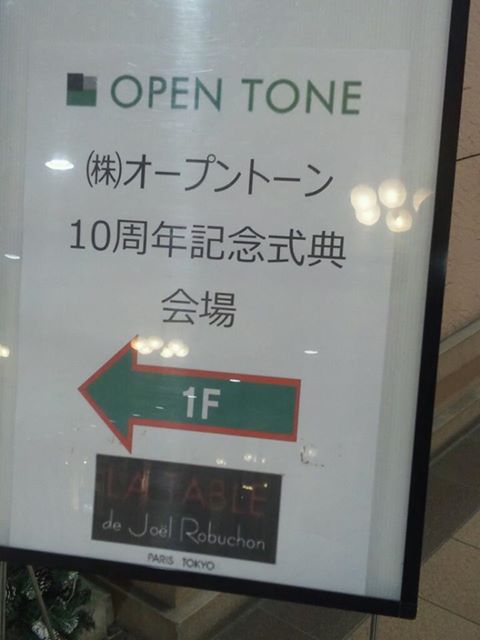 OPEN TONE
㈱オープントーン
10周年記念式典
会場
1F
LA TABLE
de Joël Robuchon
PARIS TOKYO